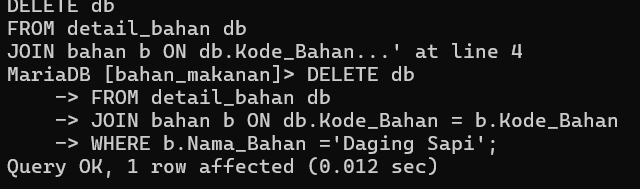 DELETE db
FROM detail_bahan db
JOIN bahan b ON db.Kode_Bahan...' at line 4
MariaDB [bahan_makanan]> DELETE db
    -> FROM detail_bahan db
    -> JOIN bahan b ON db.Kode_Bahan = b.Kode_Bahan
    -> WHERE b.Nama_Bahan ='Daging Sapi';
Query OK, 1 row affected (0.012 sec)